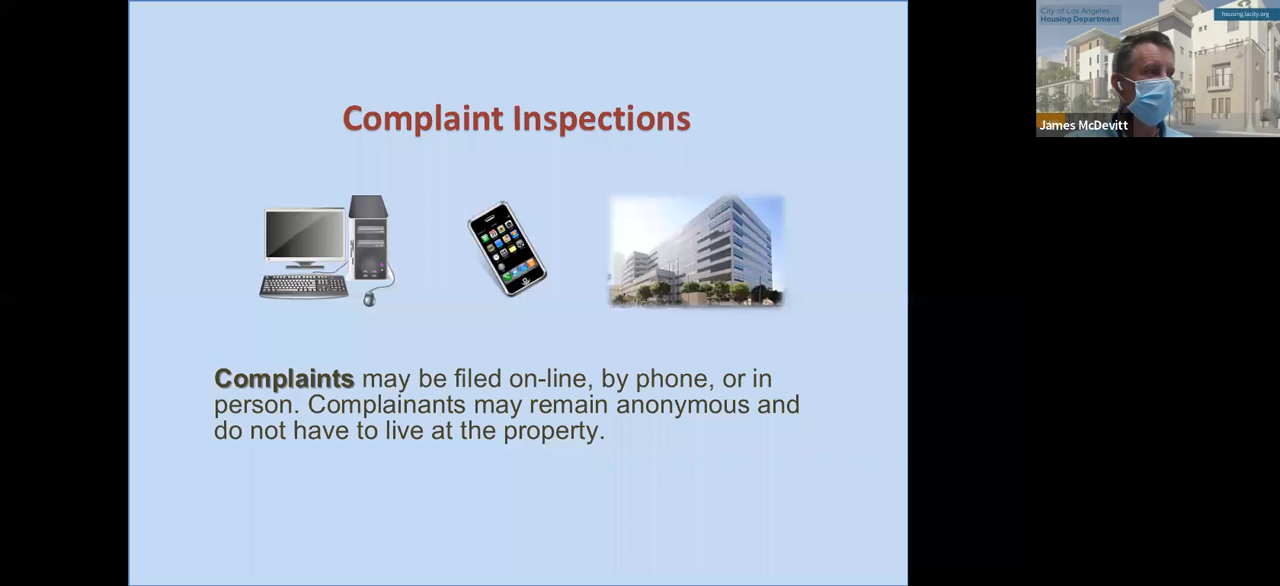 Complaint Inspections
Complaints may be filed on-line, by phone, or in
person. Complainants may remain anonymous and
do not have to live at the property.
City of Los Angeles
Housing Department
housing.lacity.org
James McDevitt